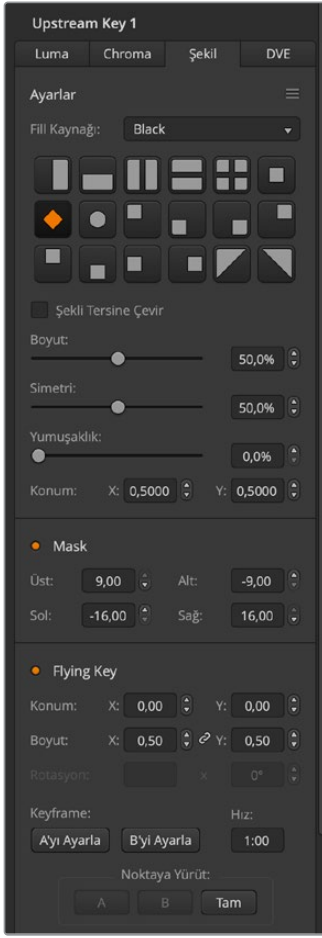 Upstream Key 1
Luma Chroma Şekil DVE
Ayarlar
Fill Kaynağı: Black
Şekli Tersine Çevir
Boyut:
50,0%
Simetri:
50,0%
Yumuşaklık:
0,0%
Konum: X: 0,5000 Y: 0,5000
Mask
Üst: 9,00 Alt: -9,00
Sol: -16,00 Sağ: 16,00
Flying Key
Konum: X: 0,00 Y: 0,00
Boyut: X: 0,50 Y: 0,50
Rotasyon: x 0°
Keyframe: Hız:
A'yı Ayarla B'yi Ayarla 1:00
Noktaya Yürüt:
A B Tam